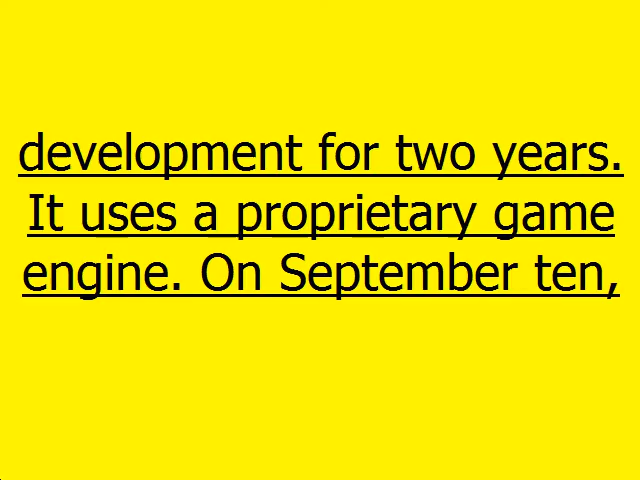 development for two years.
It uses a proprietary game
engine. On September ten,